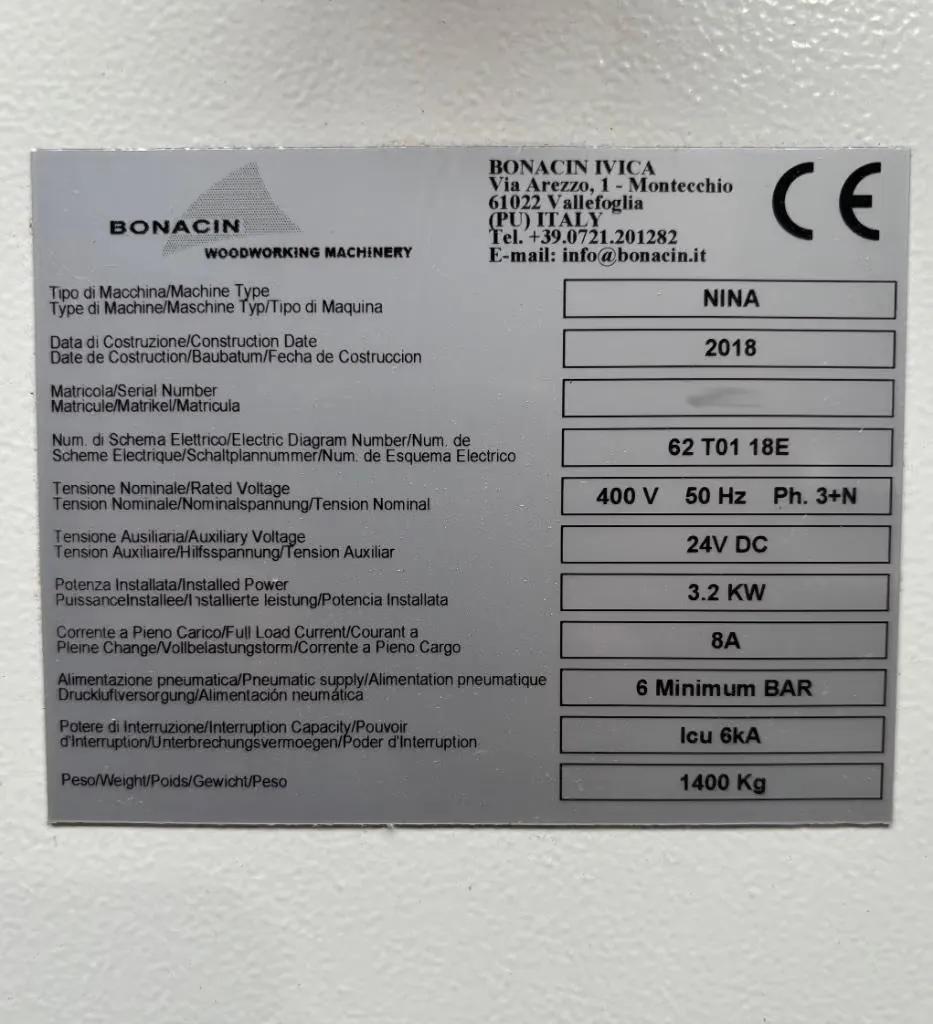 BONACIN
WOODWORKING MACHINERY
BONACIN IVICA
Via Arezzo, 1 - Montecchio
61022 Vallefoglia
(PU) ITALY
Tel. +39.0721.201282
E-mail: info@bonacin.it
CE
Tipo di Macchina/Machine Type
Type di Machine/Maschine Typ/Tipo di Maquina
NINA
Data di Costruzione/Construction Date
Date de Costruction/Baubatum/Fecha de Costruccion
2018
Matricola/Serial Number
Matricule/Matrikel/Matricula
Num. di Schema Elettrico/Electric Diagram Number/Num. de
Scheme Electrique/Schaltplannummer/Num. de Esquema Electrico
62 T01 18E
Tensione Nominale/Rated Voltage
Tension Nominale/Nominalspannung/Tension Nominal
400 V 50 Hz Ph. 3+N
Tensione Ausiliaria/Auxiliary Voltage
Tension Auxiliaire/Hilfsspannung/Tension Auxiliar
24V DC
Potenza Installata/Installed Power
PuissanceInstallee/Installierte leistung/Potencia Installata
3.2 KW
Corrente a Pieno Carico/Full Load Current/Courant a
Pleine Change/Vollbelastungstorm/Corrente a Pieno Cargo
8A
Alimentazione pneumatica/Pneumatic supply/Alimentation pneumatique
Druckluftversorgung/Alimentación neumática
6 Minimum BAR
Potere di Interruzione/Interruption Capacity/Pouvoir
d'Interruption/Unterbrechungsvermoegen/Poder d'Interruption
Icu 6kA
Peso/Weight/Poids/Gewicht/Peso
1400 Kg